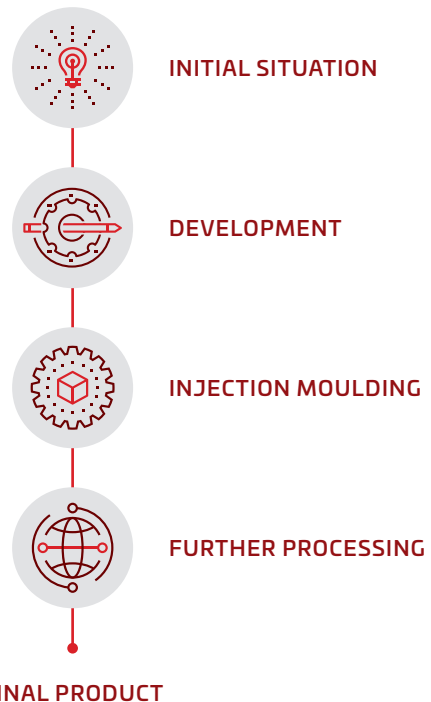 INITIAL SITUATION
DEVELOPMENT
INJECTION MOULDING
FURTHER PROCESSING
INAL PRODUCT